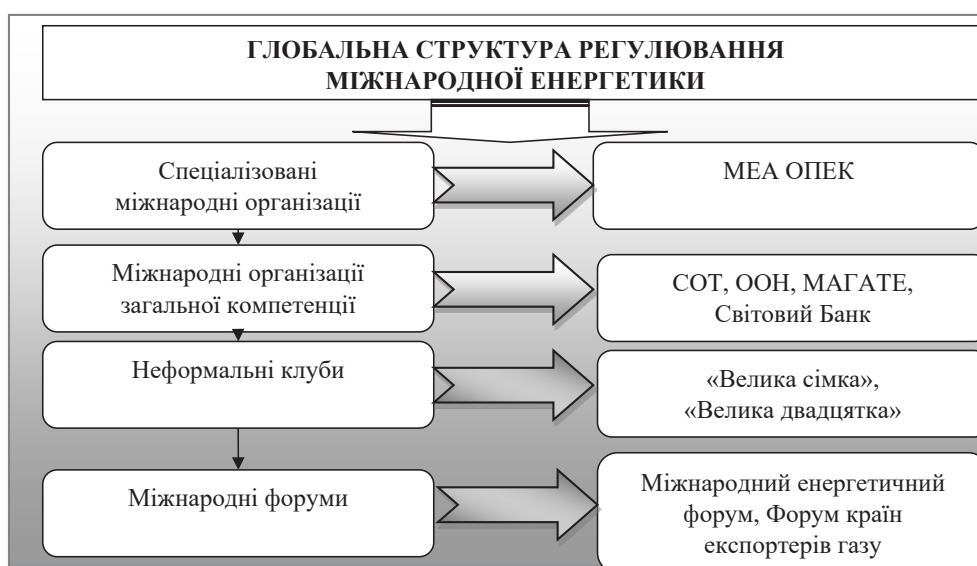 ГЛОБАЛЬНА СТРУКТУРА РЕГУЛЮВАННЯ
МІЖНАРОДНОЇ ЕНЕРГЕТИКИ
Спеціалізовані
міжнародні організації
МЕА ОПЕК
Міжнародні організації
загальної компетенції
СОТ, ООН, МАГАТЕ,
Світовий Банк
Неформальні клуби
«Велика сімка»,
«Велика двадцятка»
Міжнародні форуми
Міжнародний енергетичний
форум, Форум країн
експортерів газу